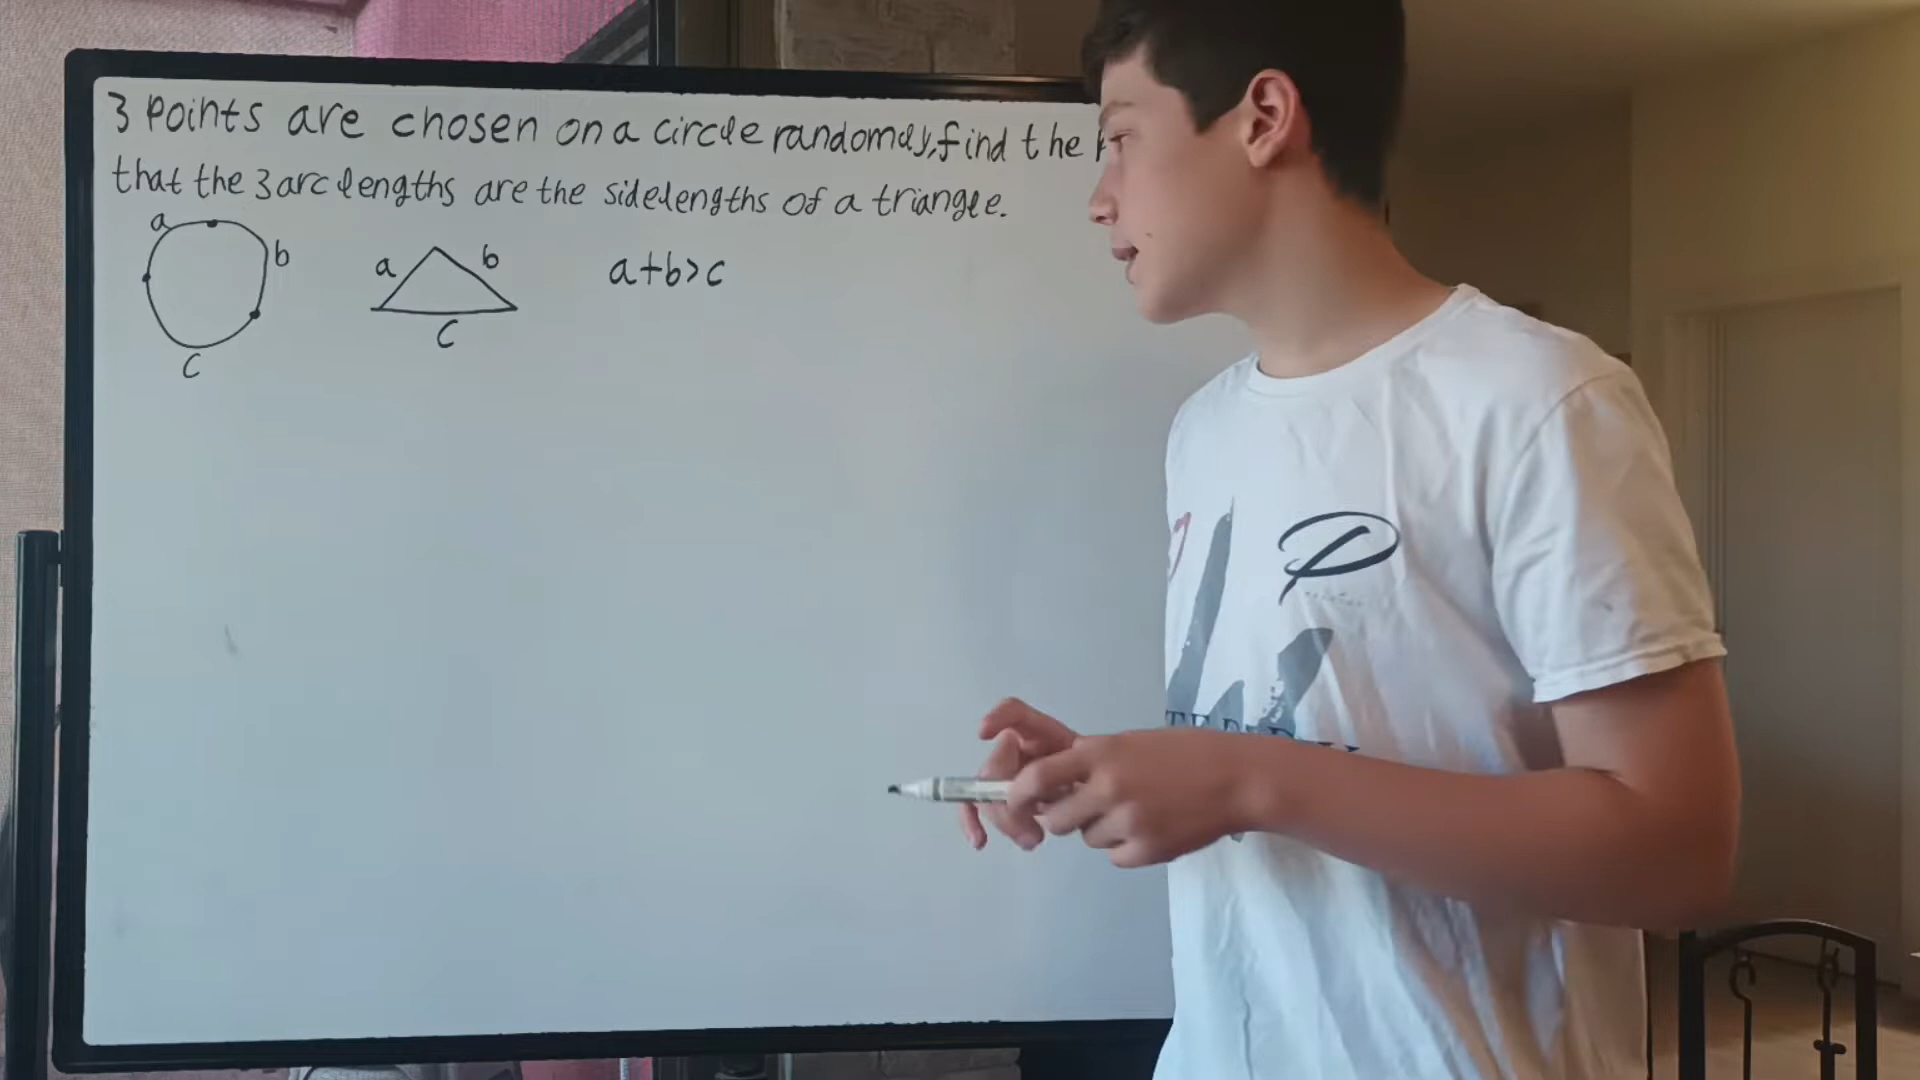 3 points are chosen on a circle randomly, find the
that the 3 arc lengths are the sidelengths of a triangle.
a
b
c
a
b
c
a+b>c
P